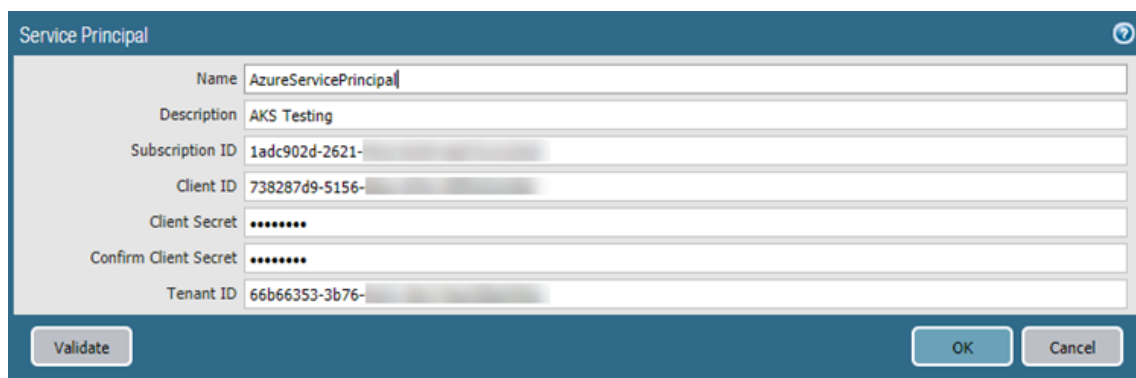 Service Principal
Name AzureServicePrincipal
Description AKS Testing
Subscription ID 1adc902d-2621-
Client ID 738287d9-5156-
Client Secret ••••••••
Confirm Client Secret ••••••••
Tenant ID 66b66353-3b76-
Validate OK Cancel